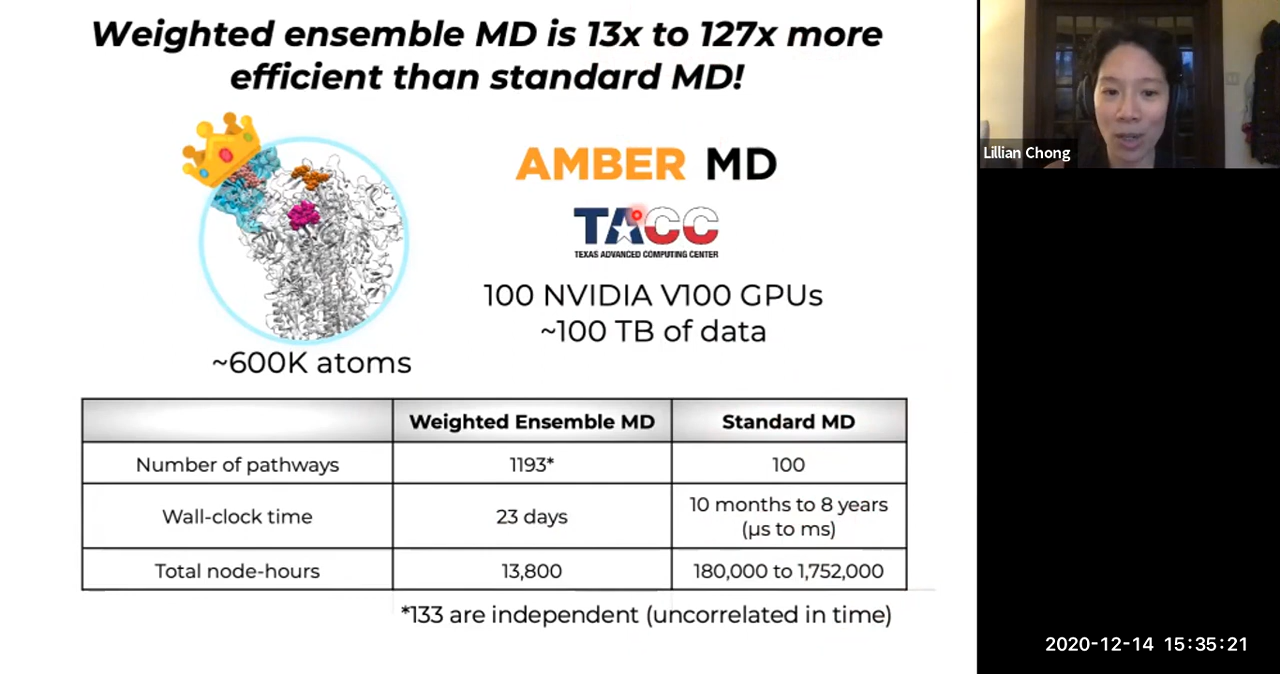 Weighted ensemble MD is 13x to 127x more
efficient than standard MD!
AMBER MD
TACC
TEXAS ADVANCED COMPUTING CENTER
100 NVIDIA V100 GPUs
~100 TB of data
~600K atoms
Weighted Ensemble MD Standard MD
Number of pathways 1193* 100
Wall-clock time 23 days 10 months to 8 years
(µs to ms)
Total node-hours 13,800 180,000 to 1,752,000
*133 are independent (uncorrelated in time)
Lillian Chong
2020-12-14 15:35:21